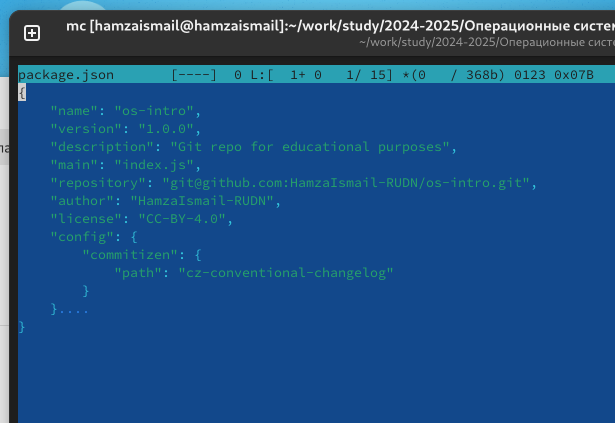 mc [hamzaismail@hamzaismail]:~/work/study/2024-2025/Операционные систем
~/work/study/2024-2025/Операционные систем
package.json       [----]  0 L:[  1+ 0   1/ 15] *(0   / 368b) 0123 0x07B
{
    "name": "os-intro",
    "version": "1.0.0",
    "description": "Git repo for educational purposes",
    "main": "index.js",
    "repository": "git@github.com:HamzaIsmail-RUDN/os-intro.git",
    "author": "HamzaIsmail-RUDN",
    "license": "CC-BY-4.0",
    "config": {
        "commitizen": {
            "path": "cz-conventional-changelog"
        }
    }....
}